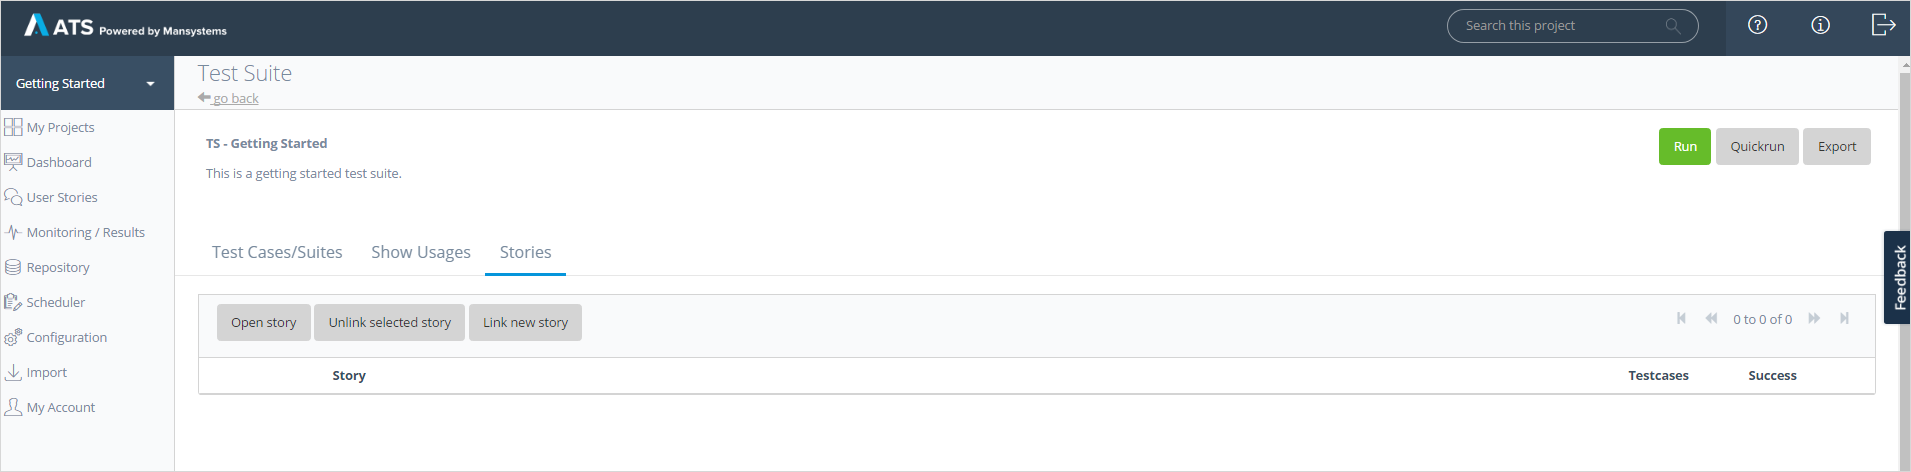 ATS Powered by Mansystems
Search this project
Getting Started
Test Suite
go back
My Projects
Dashboard
User Stories
Monitoring / Results
Repository
Scheduler
Configuration
Import
My Account
TS - Getting Started
This is a getting started test suite.
Run Quickrun Export
Test Cases/Suites Show Usages Stories
Open story Unlink selected story Link new story
0 to 0 of 0
Story Testcases Success
Feedback